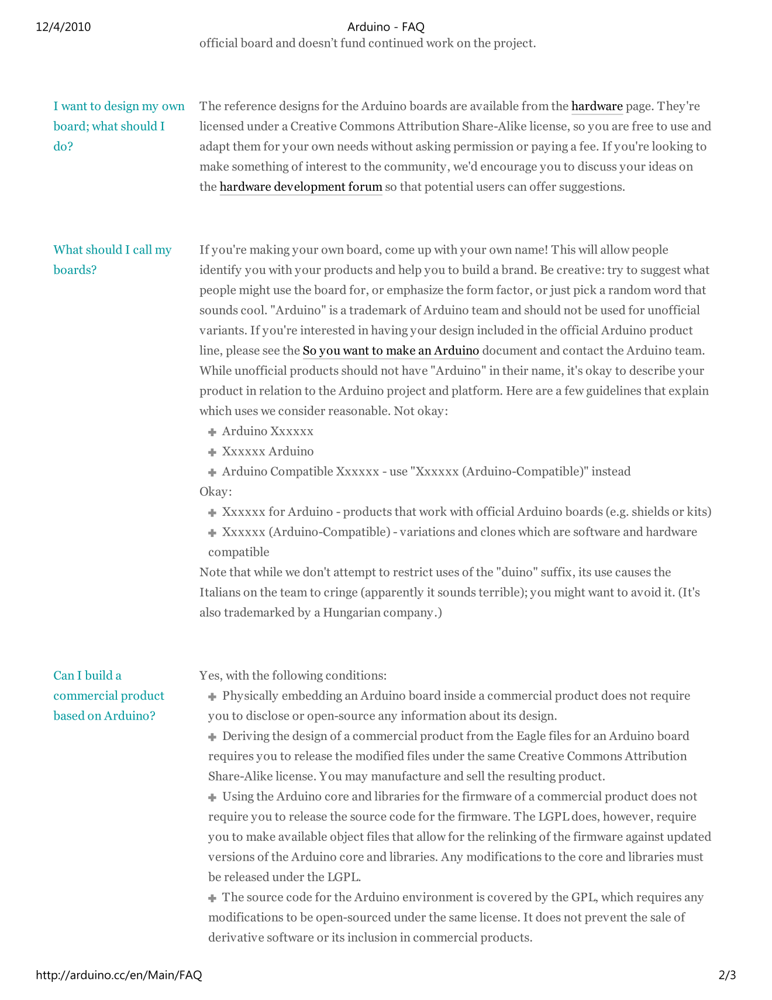 12/4/2010
Arduino - FAQ
official board and doesn’t fund continued work on the project.
I want to design my own
board; what should I
do?
The reference designs for the Arduino boards are available from the hardware page. They're
licensed under a Creative Commons Attribution Share-Alike license, so you are free to use and
adapt them for your own needs without asking permission or paying a fee. If you're looking to
make something of interest to the community, we'd encourage you to discuss your ideas on
the hardware development forum so that potential users can offer suggestions.
What should I call my
boards?
If you're making your own board, come up with your own name! This will allow people
identify you with your products and help you to build a brand. Be creative: try to suggest what
people might use the board for, or emphasize the form factor, or just pick a random word that
sounds cool. "Arduino" is a trademark of Arduino team and should not be used for unofficial
variants. If you're interested in having your design included in the official Arduino product
line, please see the So you want to make an Arduino document and contact the Arduino team.
While unofficial products should not have "Arduino" in their name, it's okay to describe your
product in relation to the Arduino project and platform. Here are a few guidelines that explain
which uses we consider reasonable. Not okay:
Arduino Xxxxxx
Xxxxxx Arduino
Arduino Compatible Xxxxxx - use "Xxxxxx (Arduino-Compatible)" instead
Okay:
Xxxxxx for Arduino - products that work with official Arduino boards (e.g. shields or kits)
Xxxxxx (Arduino-Compatible) - variations and clones which are software and hardware
compatible
Note that while we don't attempt to restrict uses of the "duino" suffix, its use causes the
Italians on the team to cringe (apparently it sounds terrible); you might want to avoid it. (It's
also trademarked by a Hungarian company.)
Can I build a
commercial product
based on Arduino?
Yes, with the following conditions:
Physically embedding an Arduino board inside a commercial product does not require
you to disclose or open-source any information about its design.
Deriving the design of a commercial product from the Eagle files for an Arduino board
requires you to release the modified files under the same Creative Commons Attribution
Share-Alike license. You may manufacture and sell the resulting product.
Using the Arduino core and libraries for the firmware of a commercial product does not
require you to release the source code for the firmware. The LGPL does, however, require
you to make available object files that allow for the relinking of the firmware against updated
versions of the Arduino core and libraries. Any modifications to the core and libraries must
be released under the LGPL.
The source code for the Arduino environment is covered by the GPL, which requires any
modifications to be open-sourced under the same license. It does not prevent the sale of
derivative software or its inclusion in commercial products.
http://arduino.cc/en/Main/FAQ
2/3